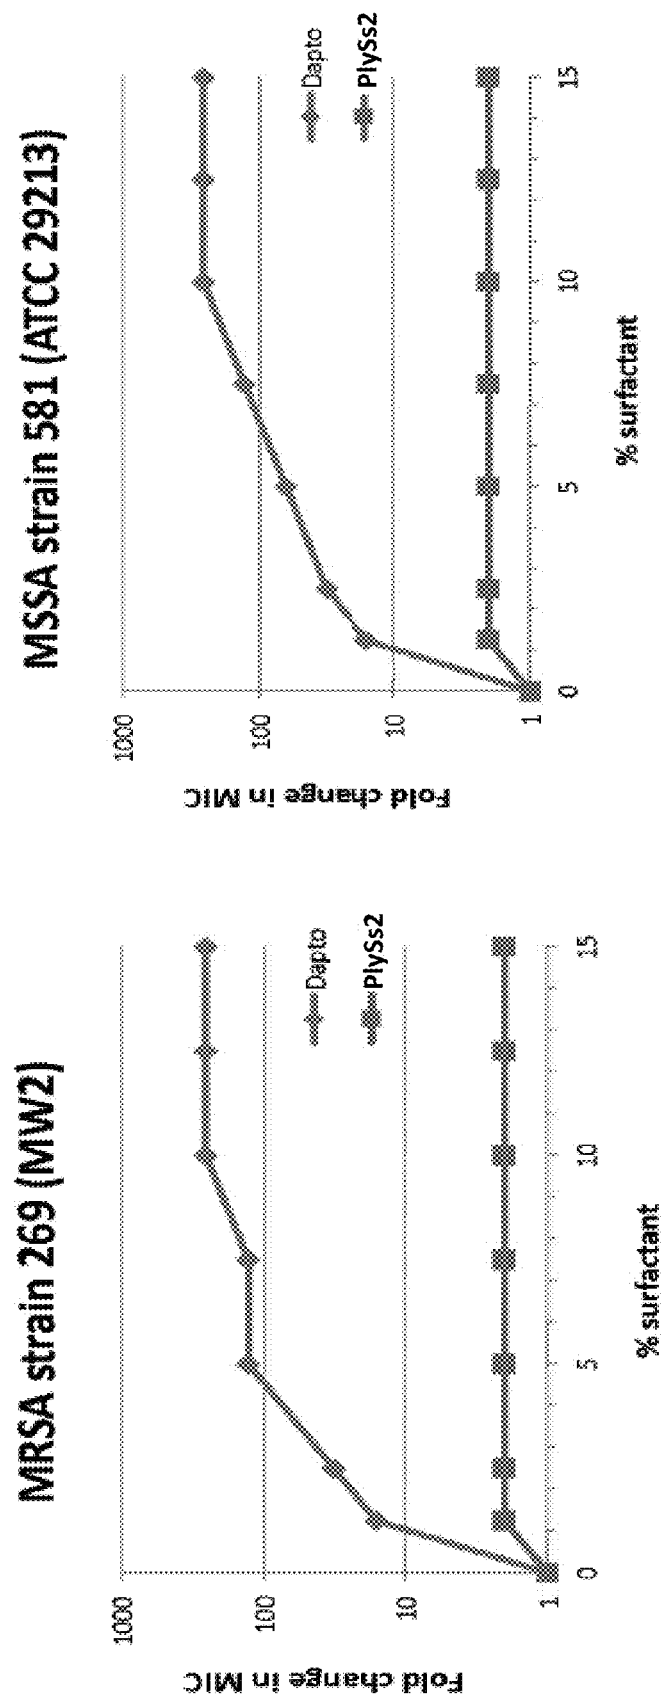 MRSA strain 269 (MW2)
Fold change in MIC
1000
100
10
1
Dapto
PlySs2
0
5
10
15
% surfactant
MSSA strain 581 (ATCC 29213)
Fold change in MIC
1000
100
10
1
Dapto
PlySs2
0
5
10
15
% surfactant